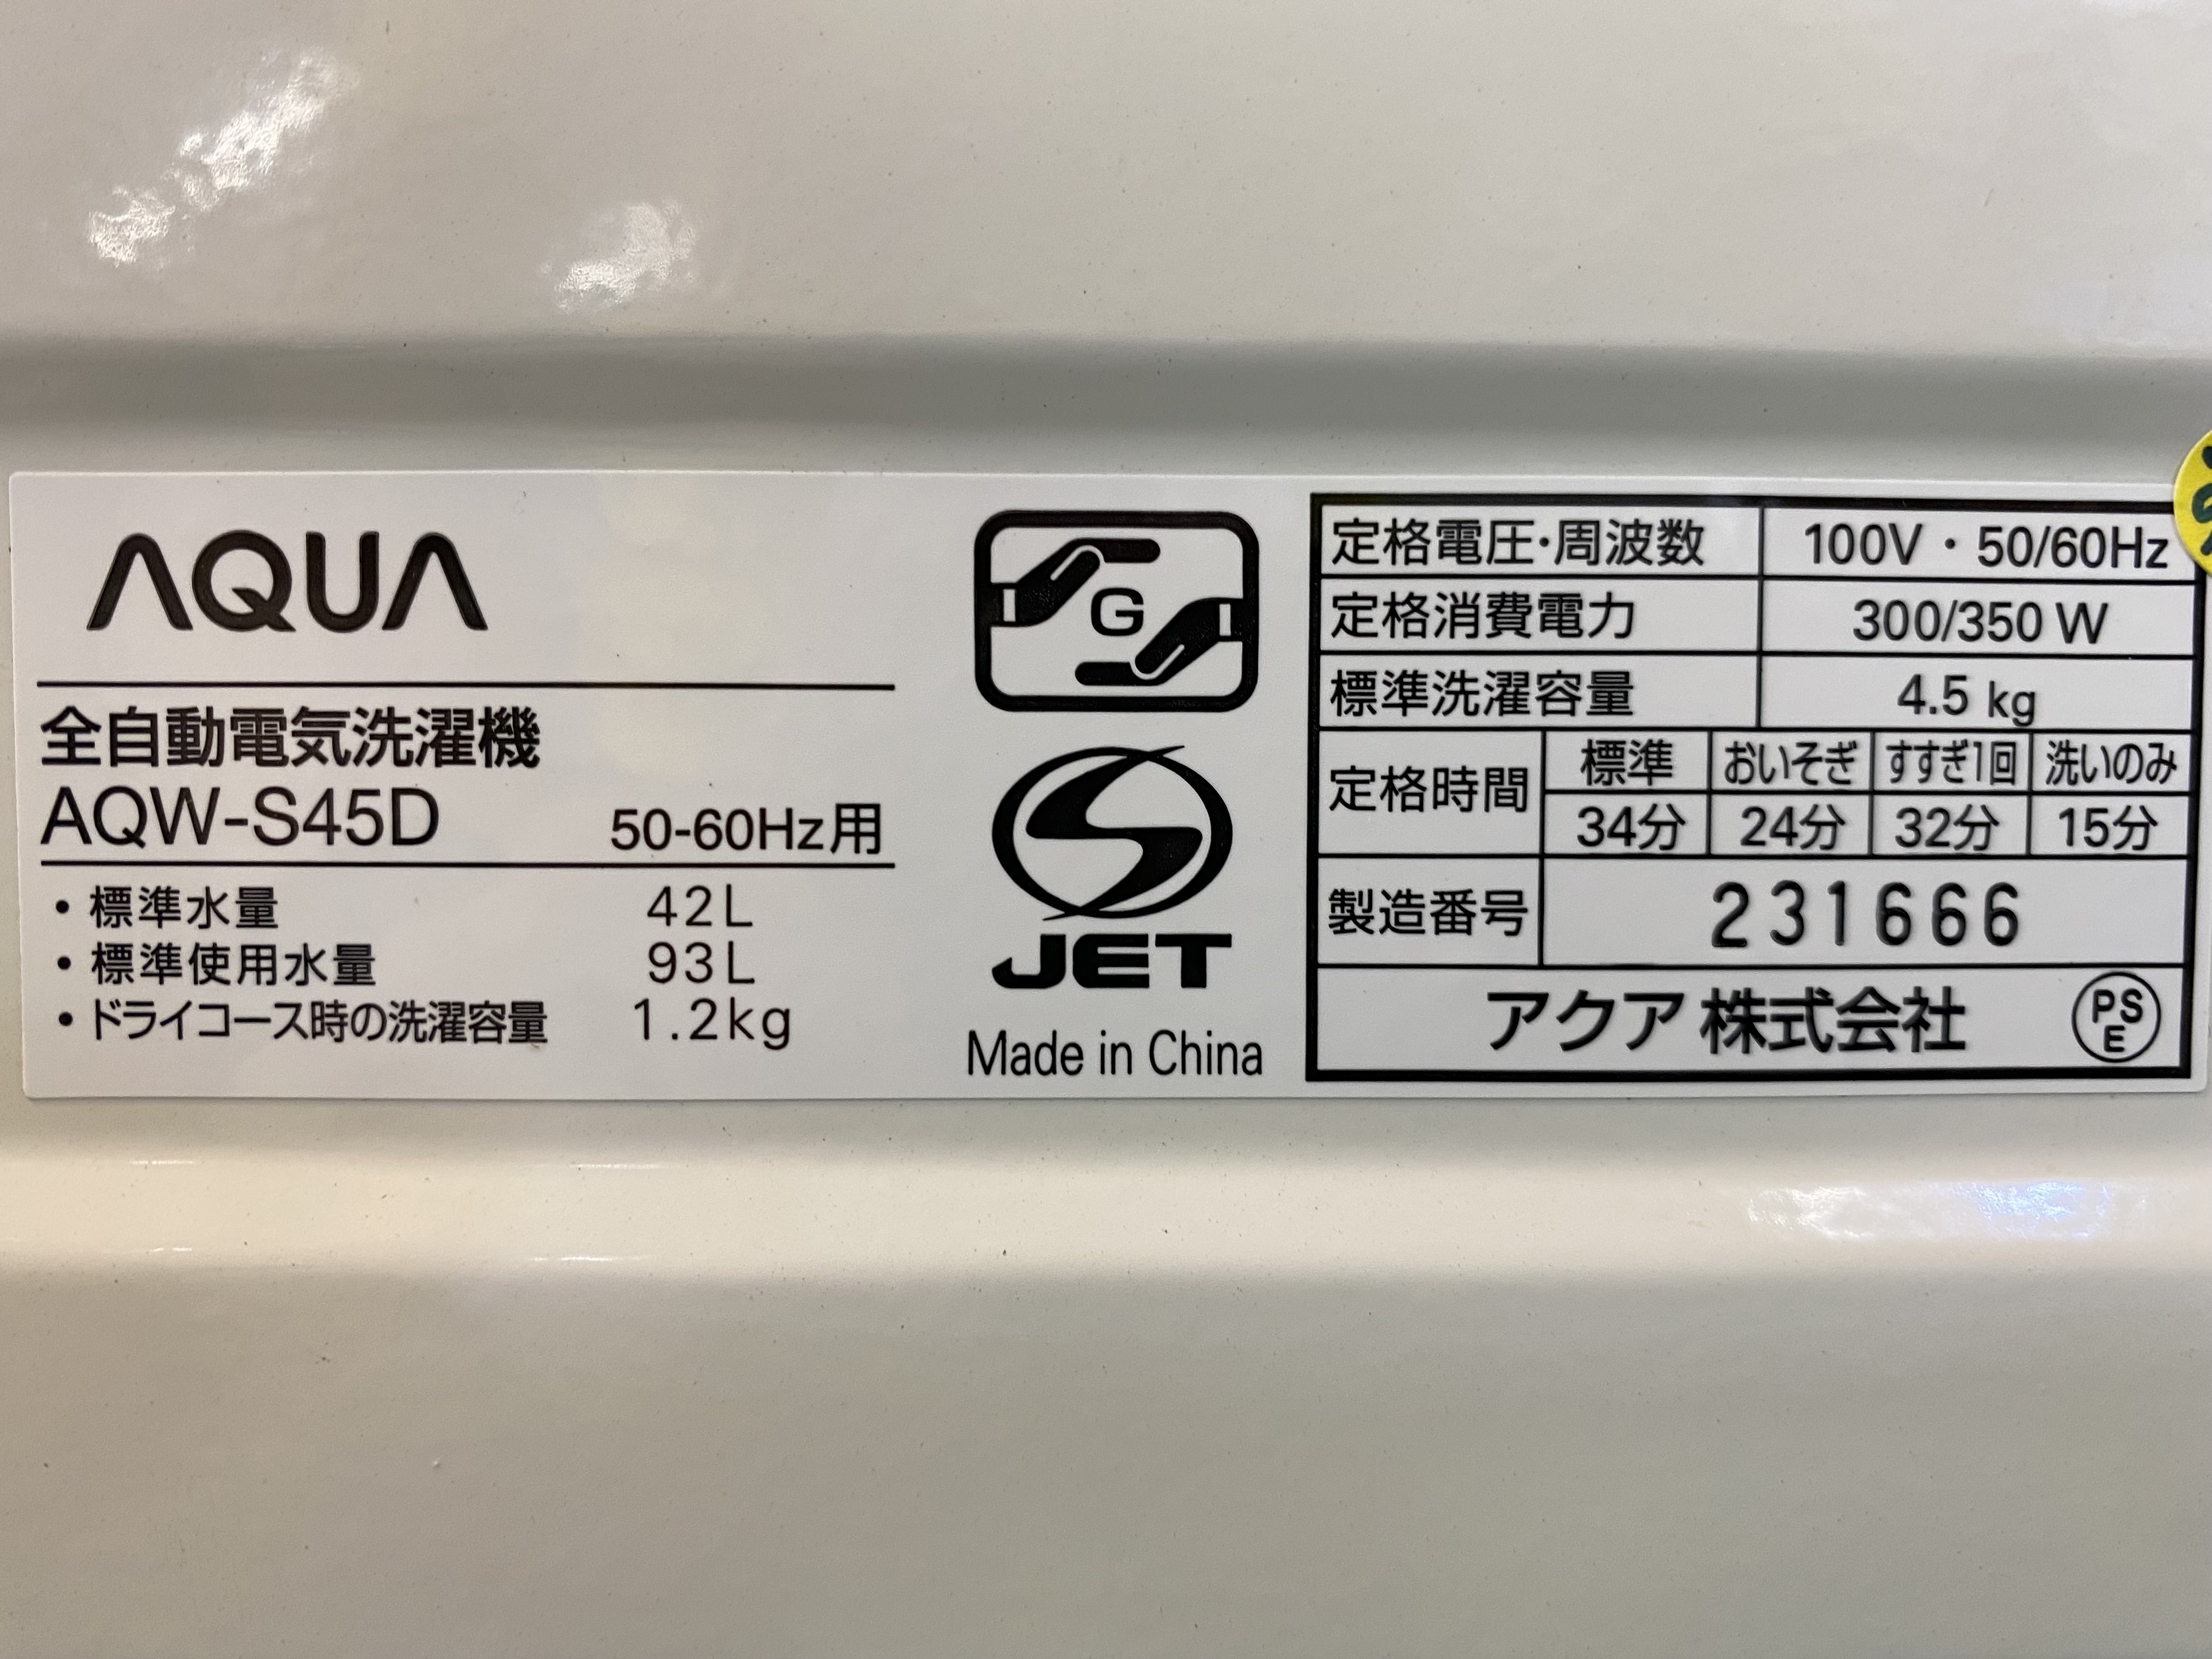 AQUA
全自動電気洗濯機
AQW-S45D 50-60Hz用
・標準水量 42L
・標準使用水量 93L
・ドライコース時の洗濯容量 1.2kg
G
JET
Made in China
定格電圧・周波数 100V・50/60Hz
定格消費電力 300/350 W
標準洗濯容量 4.5 kg
定格時間 標準 おいそぎ すすぎ1回 洗いのみ
34分 24分 32分 15分
製造番号 231666
アクア 株式会社 PSE